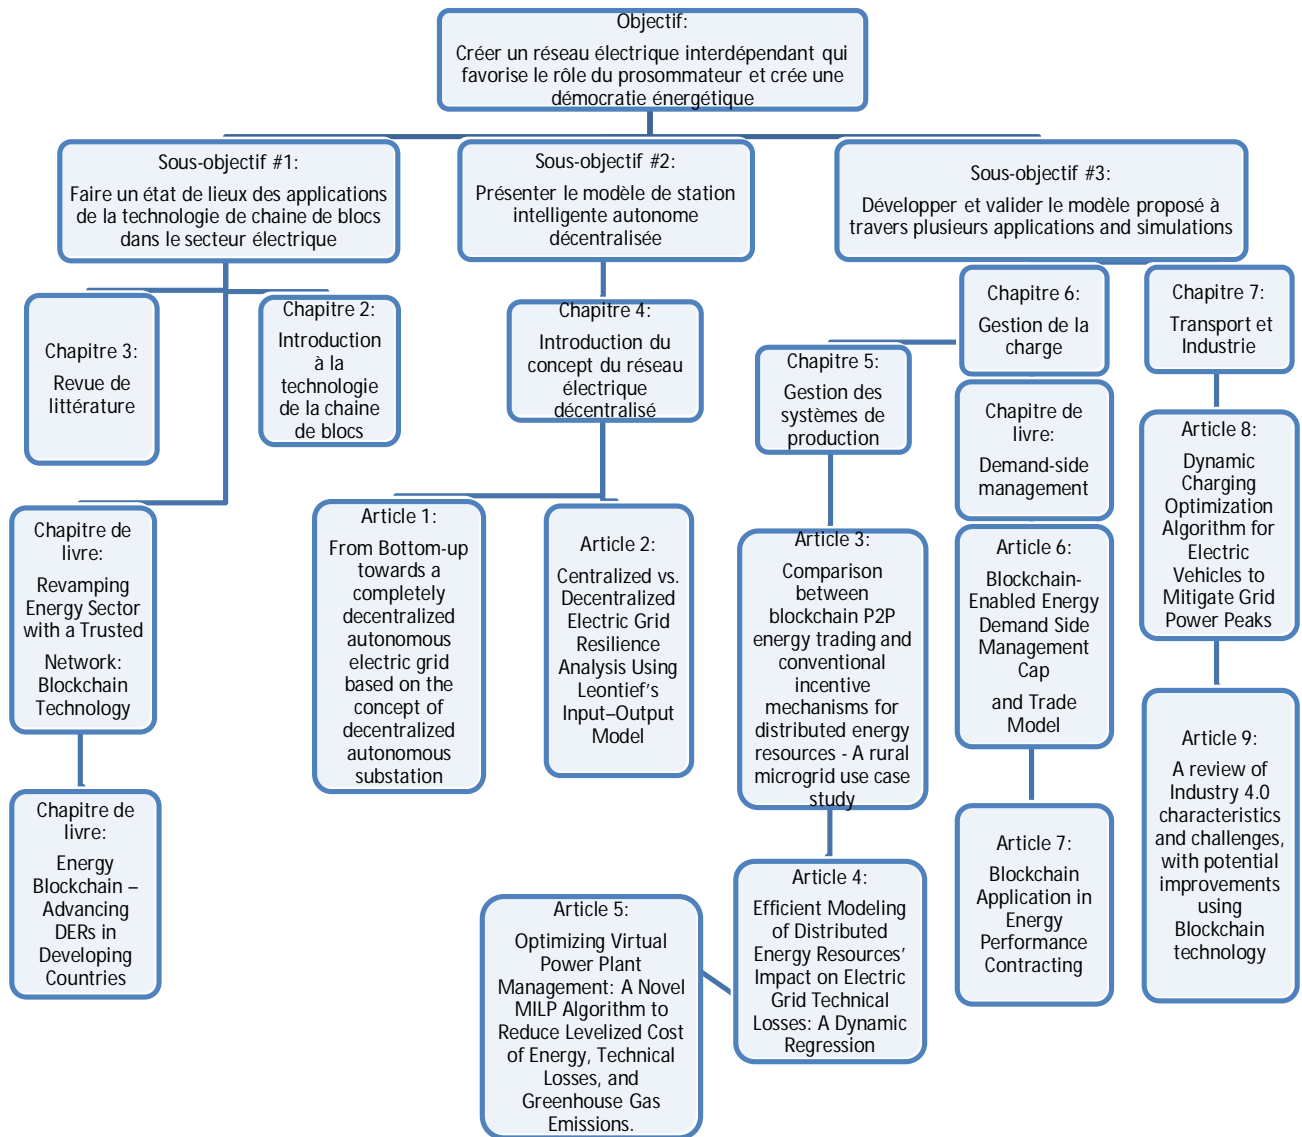 Objectif:
Créer un réseau électrique interdépendant qui
favorise le rôle du prosommateur et crée une
démocratie énergétique
Sous-objectif #1:
Faire un état de lieux des applications
de la technologie de chaine de blocs
dans le secteur électrique
Sous-objectif #2:
Présenter le modèle de station
intelligente autonome
décentralisée
Sous-objectif #3:
Développer et valider le modèle proposé à
travers plusieurs applications and simulations
Chapitre 3:
Revue de
littérature
Chapitre 2:
Introduction
à la
technologie
de la chaine
de blocs
Chapitre de
livre:
Revamping
Energy Sector
with a Trusted
Network:
Blockchain
Technology
Chapitre de
livre:
Energy
Blockchain –
Advancing
DERs in
Developing
Countries
Chapitre 4:
Introduction du
concept du réseau
électrique
décentralisé
Article 1:
From Bottom-up
towards a
completely
decentralized
autonomous
electric grid
based on the
concept of
decentralized
autonomous
substation
Article 2:
Centralized vs.
Decentralized
Electric Grid
Resilience
Analysis Using
Leontief’s
Input–Output
Model
Chapitre 5:
Gestion des
systèmes de
production
Article 3:
Comparison
between
blockchain P2P
energy trading and
conventional
incentive
mechanisms for
distributed energy
resources - A rural
microgrid use case
study
Article 4:
Efficient Modeling
of Distributed
Energy Resources’
Impact on Electric
Grid Technical
Losses: A Dynamic
Regression
Article 5:
Optimizing Virtual
Power Plant
Management: A Novel
MILP Algorithm to
Reduce Levelized Cost
of Energy, Technical
Losses, and
Greenhouse Gas
Emissions.
Chapitre 6:
Gestion de la
charge
Chapitre de
livre:
Demand-side
management
Article 6:
Blockchain-
Enabled Energy
Demand Side
Management
Cap
and Trade
Model
Article 7:
Blockchain
Application in
Energy
Performance
Contracting
Chapitre 7:
Transport et
Industrie
Article 8:
Dynamic
Charging
Optimization
Algorithm for
Electric
Vehicles to
Mitigate Grid
Power Peaks
Article 9:
A review of
Industry 4.0
characteristics
and challenges,
with potential
improvements
using
Blockchain
technology